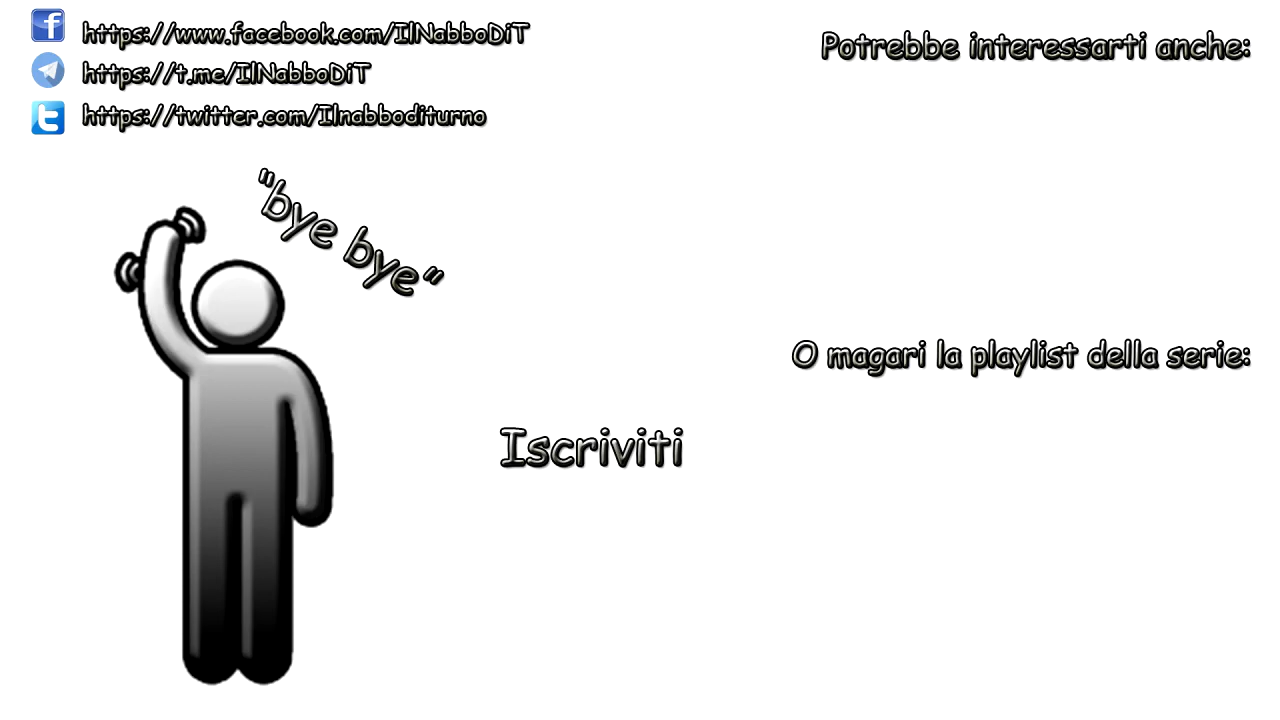 https://www.facebook.com/IlNabboDiT
https://t.me/IlNabboDiT
https://twitter.com/Ilnabboditurno
Potrebbe interessarti anche:
"bye bye"
O magari la playlist della serie:
Iscriviti